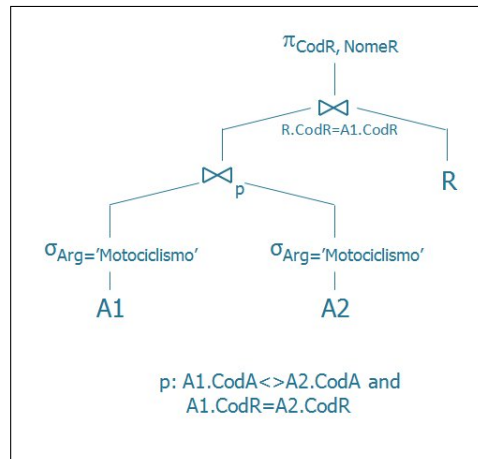 πCodR, NomeR
R.CodR=A1.CodR
p
R
σArg='Motociclismo' σArg='Motociclismo'
A1 A2
p: A1.CodA<>A2.CodA and
A1.CodR=A2.CodR